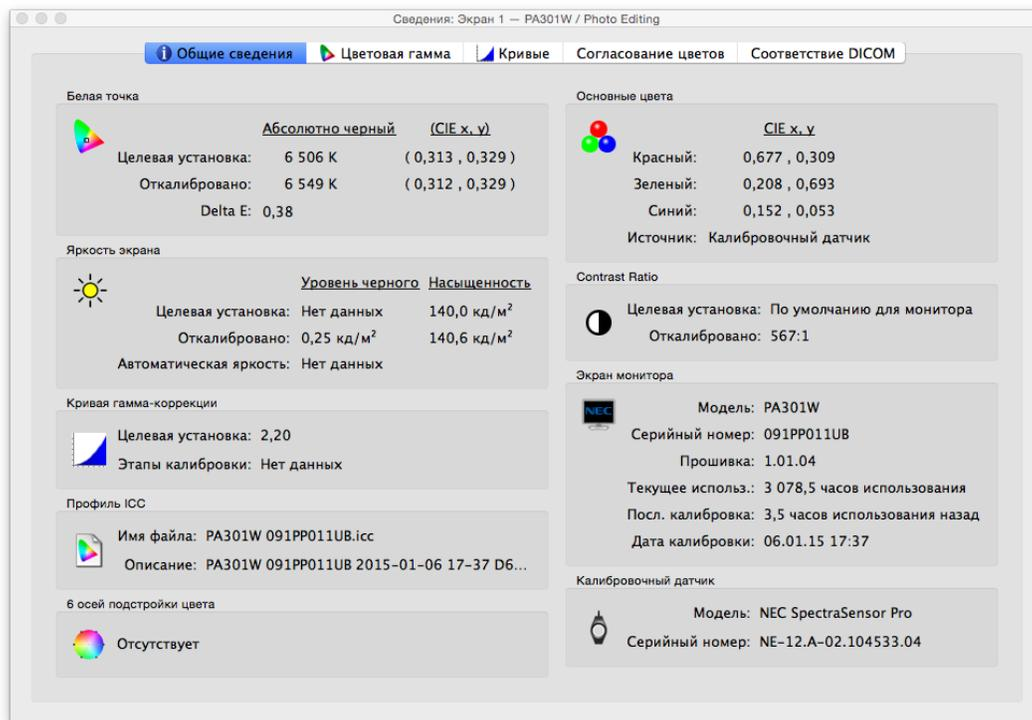 Сведения: Экран 1 — PA301W / Photo Editing
Общие сведения Цветовая гамма Кривые Согласование цветов Соответствие DICOM
Белая точка
Абсолютно черный (CIE x, y)
Целевая установка: 6 506 K ( 0,313 , 0,329 )
Откалибровано: 6 549 K ( 0,312 , 0,329 )
Delta E: 0,38
Яркость экрана
Уровень черного Насыщенность
Целевая установка: Нет данных 140,0 кд/м²
Откалибровано: 0,25 кд/м² 140,6 кд/м²
Автоматическая яркость: Нет данных
Кривая гамма-коррекции
Целевая установка: 2,20
Этапы калибровки: Нет данных
Профиль ICC
Имя файла: PA301W 091PP011UB.icc
Описание: PA301W 091PP011UB 2015-01-06 17-37 D6...
6 осей подстройки цвета
Отсутствует
Основные цвета
CIE x, y
Красный: 0,677 , 0,309
Зеленый: 0,208 , 0,693
Синий: 0,152 , 0,053
Источник: Калибровочный датчик
Contrast Ratio
Целевая установка: По умолчанию для монитора
Откалибровано: 567:1
Экран монитора
NEC
Модель: PA301W
Серийный номер: 091PP011UB
Прошивка: 1.01.04
Текущее использ.: 3 078,5 часов использования
Посл. калибровка: 3,5 часов использования назад
Дата калибровки: 06.01.15 17:37
Калибровочный датчик
Модель: NEC SpectraSensor Pro
Серийный номер: NE-12.A-02.104533.04